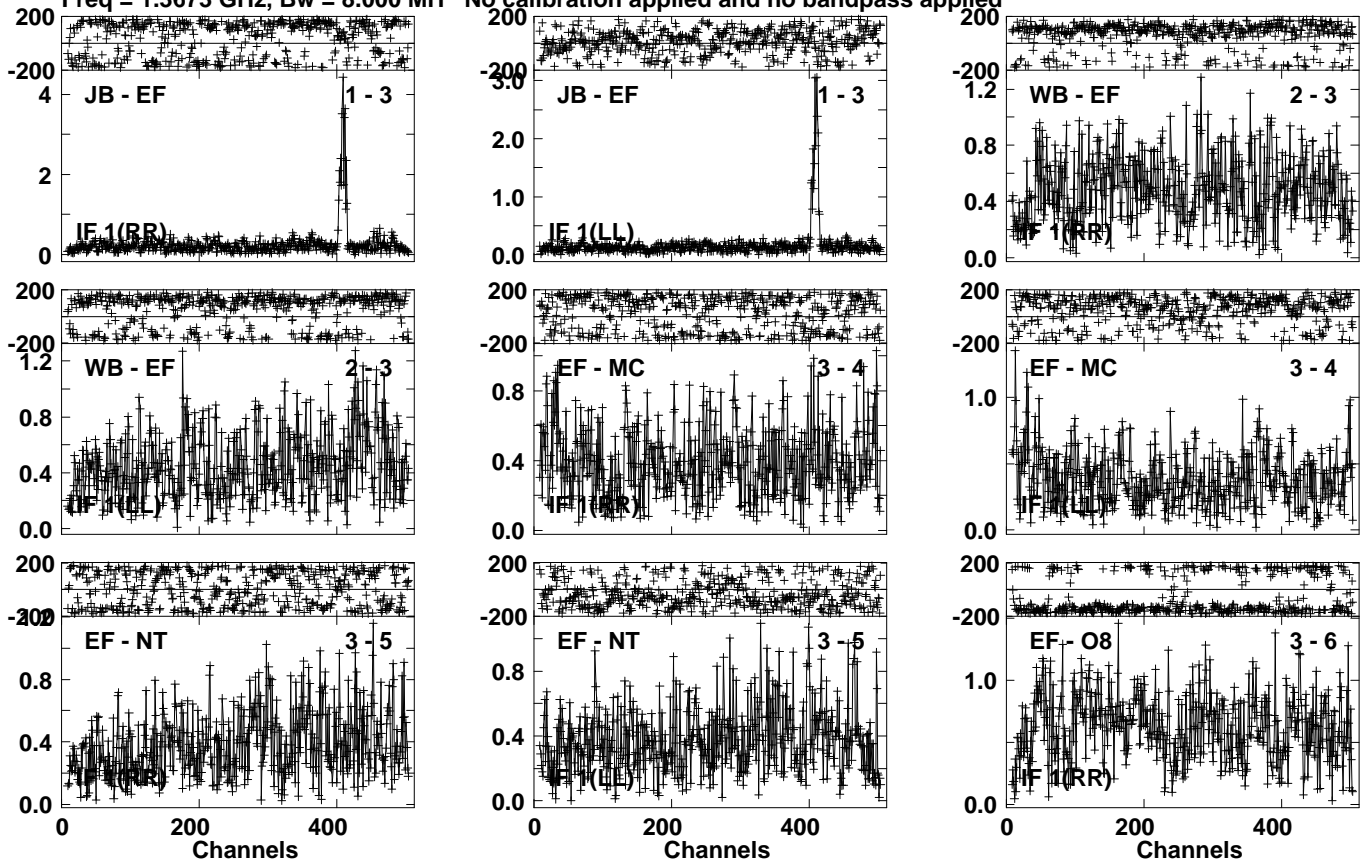 Freq = 1.3673 GHz, Bw = 8.000 MH No calibration applied and no bandpass applied
200 200 200
-200 -200 -200
JB - EF 1 - 3 JB - EF 1 - 3 WB - EF 2 - 3
4 3.0 1.2
2.0 0.8
2 1.0 0.4
IF 1(RR) IF 1(LL) IF 1(RR)
0 0.0 0.0
200 200 200
-200 -200 -200
WB - EF 2 - 3 EF - MC 3 - 4 EF - MC 3 - 4
1.2 0.8 1.0
0.8
0.4 0.4
IF 1(LL) IF 1(RR) IF 1(LL)
0.0 0.0 0.0
200 200 200
-200 -200 -200
EF - NT 3 - 5 EF - NT 3 - 5 EF - O8 3 - 6
1.2
0.8 0.8 1.0
0.4 0.4
IF 1(RR) IF 1(LL) IF 1(RR)
0.0 0.0 0.0
0 200 400 0 200 400 0 200 400
Channels Channels Channels